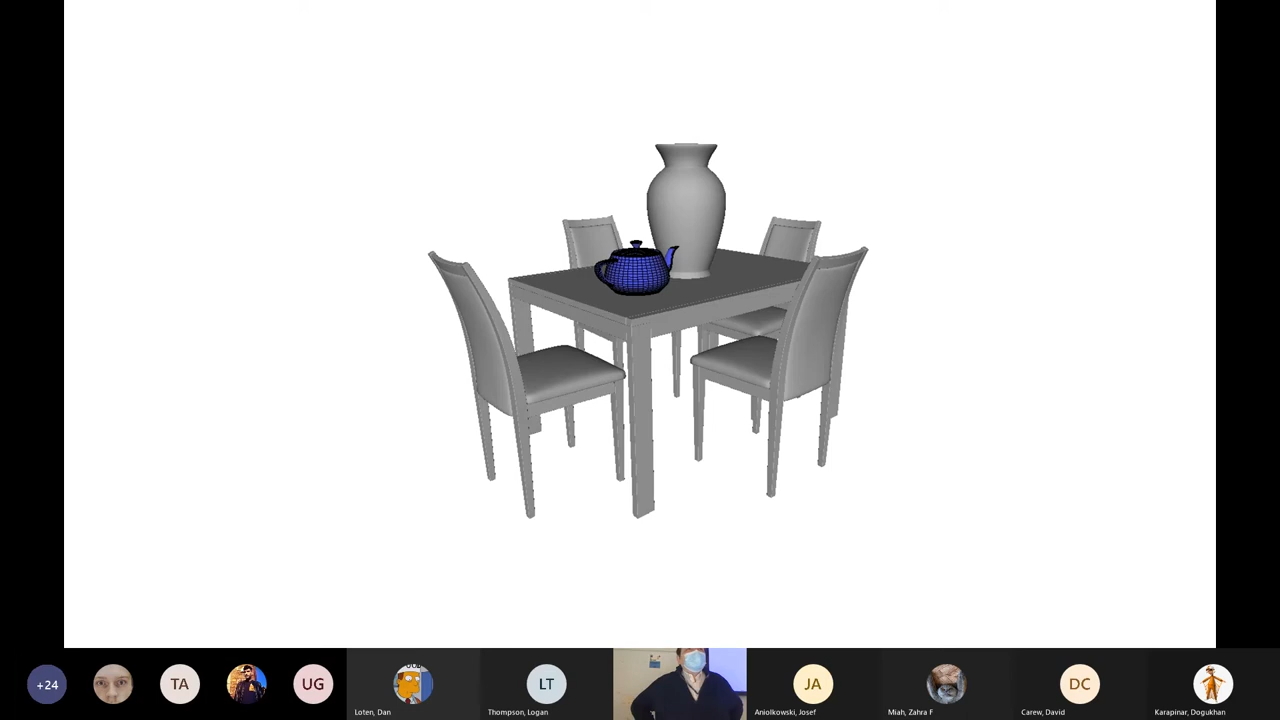 +24
TA
UG
Loten, Dan
LT
Thompson, Logan
JA
Aniolkowski, Josef
Miah, Zahra F
DC
Carew, David
Karapinar, Dogukhan